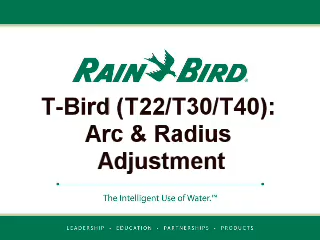 RAIN BIRD®
T-Bird (T22/T30/T40):
Arc & Radius
Adjustment
The Intelligent Use of Water.™
LEADERSHIP • EDUCATION • PARTNERSHIPS • PRODUCTS